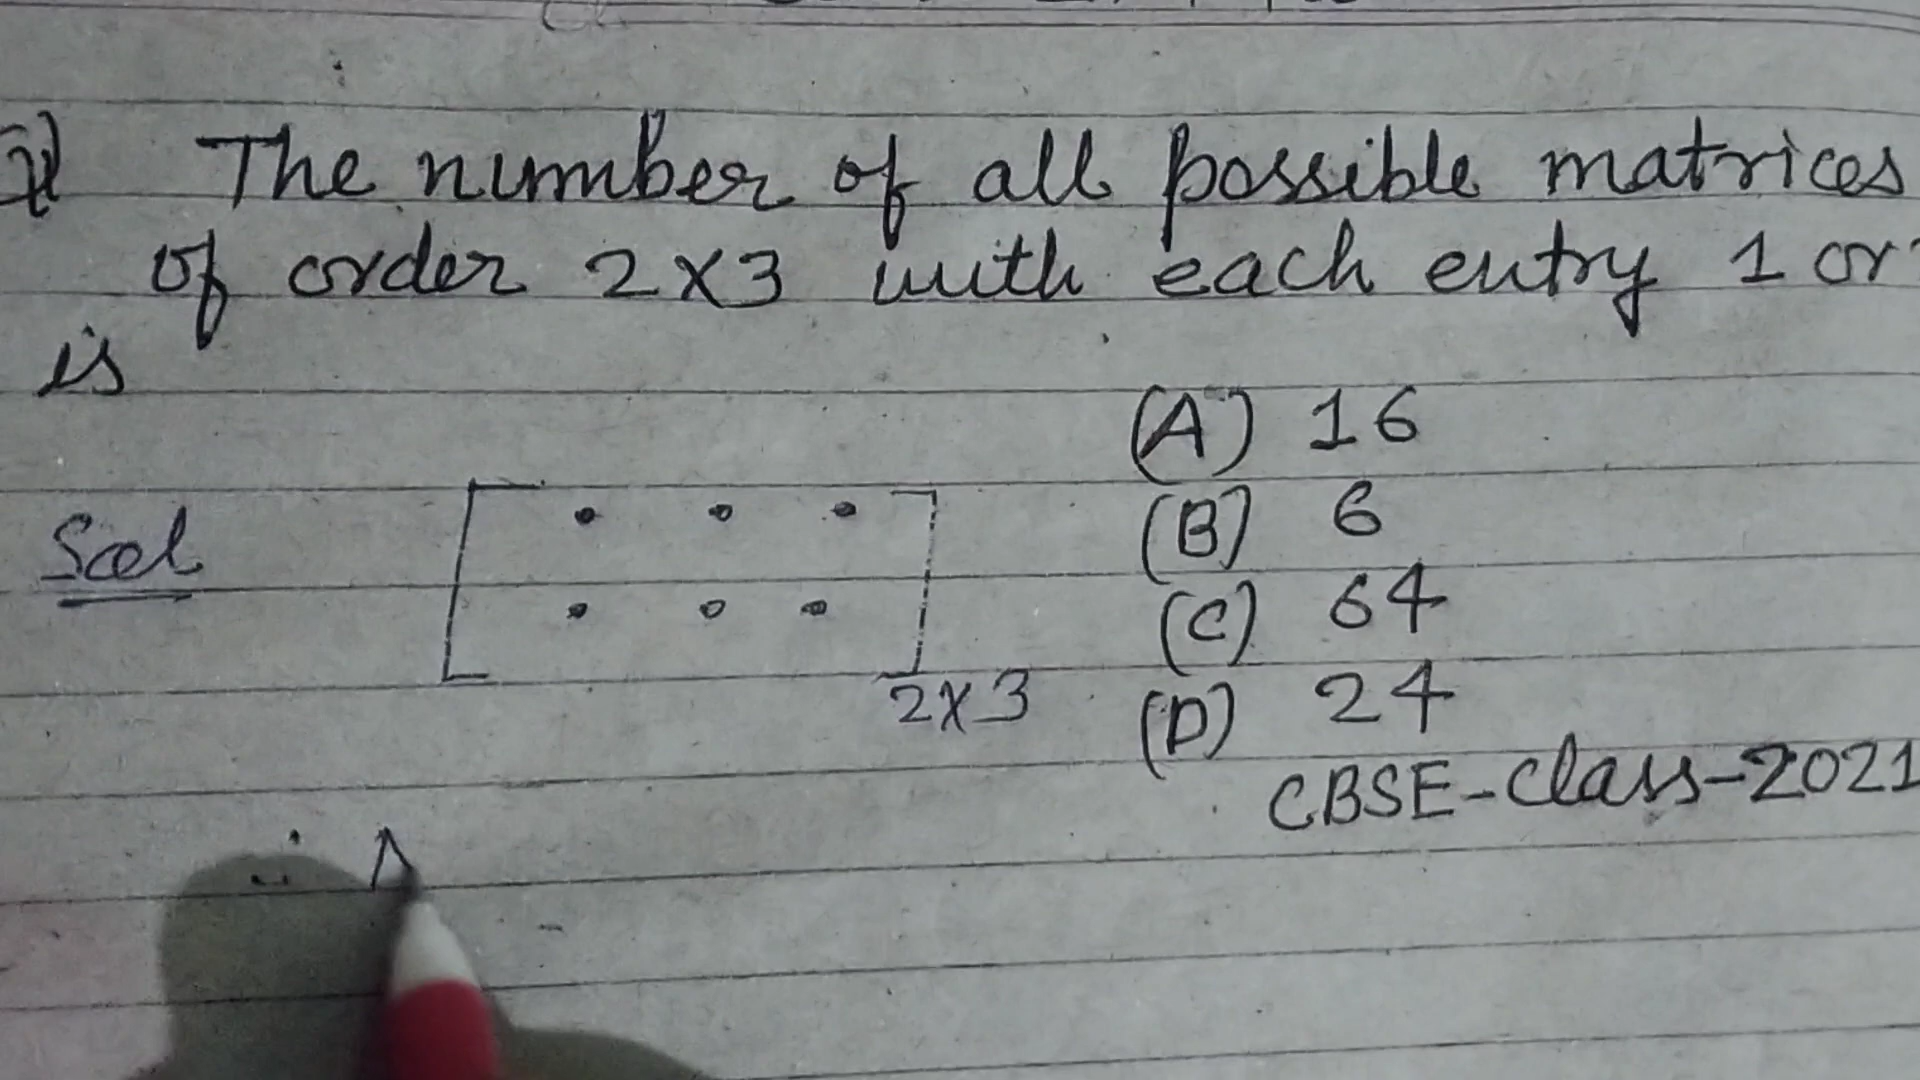 The number of all possible matrices
of order 2×3 with each entry 1 or
is
(A) 16
(B) 6
(C) 64
(D) 24
Sol
2×3
CBSE-Class-2021
∴